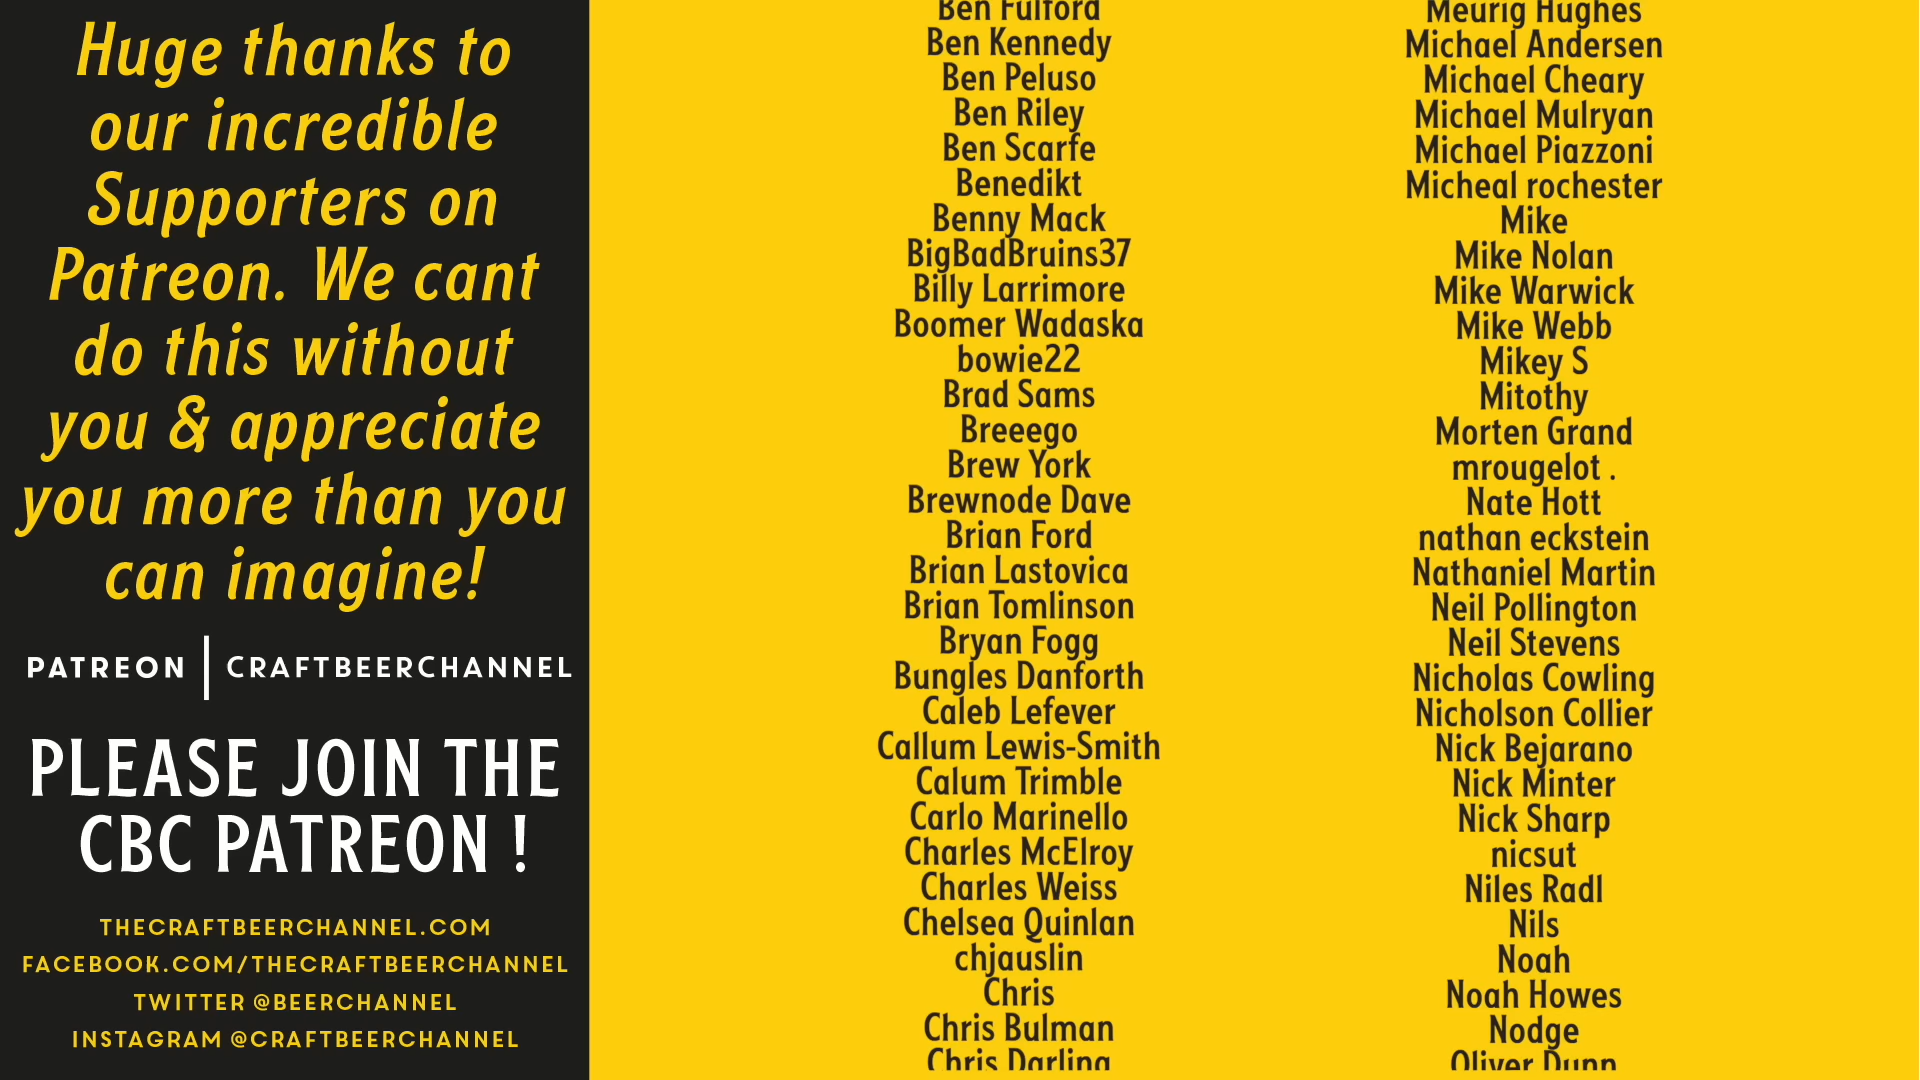 Huge thanks to
our incredible
Supporters on
Patreon. We cant
do this without
you & appreciate
you more than you
can imagine!
PATREON | CRAFTBEERCHANNEL
PLEASE JOIN THE
CBC PATREON !
THECRAFTBEERCHANNEL.COM
FACEBOOK.COM/THECRAFTBEERCHANNEL
TWITTER @BEERCHANNEL
INSTAGRAM @CRAFTBEERCHANNEL
Ben Fulford
Ben Kennedy
Ben Peluso
Ben Riley
Ben Scarfe
Benedikt
Benny Mack
BigBadBruins37
Billy Larrimore
Boomer Wadaska
bowie22
Brad Sams
Breeego
Brew York
Brewnode Dave
Brian Ford
Brian Lastovica
Brian Tomlinson
Bryan Fogg
Bungles Danforth
Caleb Lefever
Callum Lewis-Smith
Calum Trimble
Carlo Marinello
Charles McElroy
Charles Weiss
Chelsea Quinlan
chjauslin
Chris
Chris Bulman
Chris Darling
Meurig Hughes
Michael Andersen
Michael Cheary
Michael Mulryan
Michael Piazzoni
Micheal rochester
Mike
Mike Nolan
Mike Warwick
Mike Webb
Mikey S
Mitothy
Morten Grand
mrougelot .
Nate Hott
nathan eckstein
Nathaniel Martin
Neil Pollington
Neil Stevens
Nicholas Cowling
Nicholson Collier
Nick Bejarano
Nick Minter
Nick Sharp
nicsut
Niles Radl
Nils
Noah
Noah Howes
Nodge
Oliver Dunn